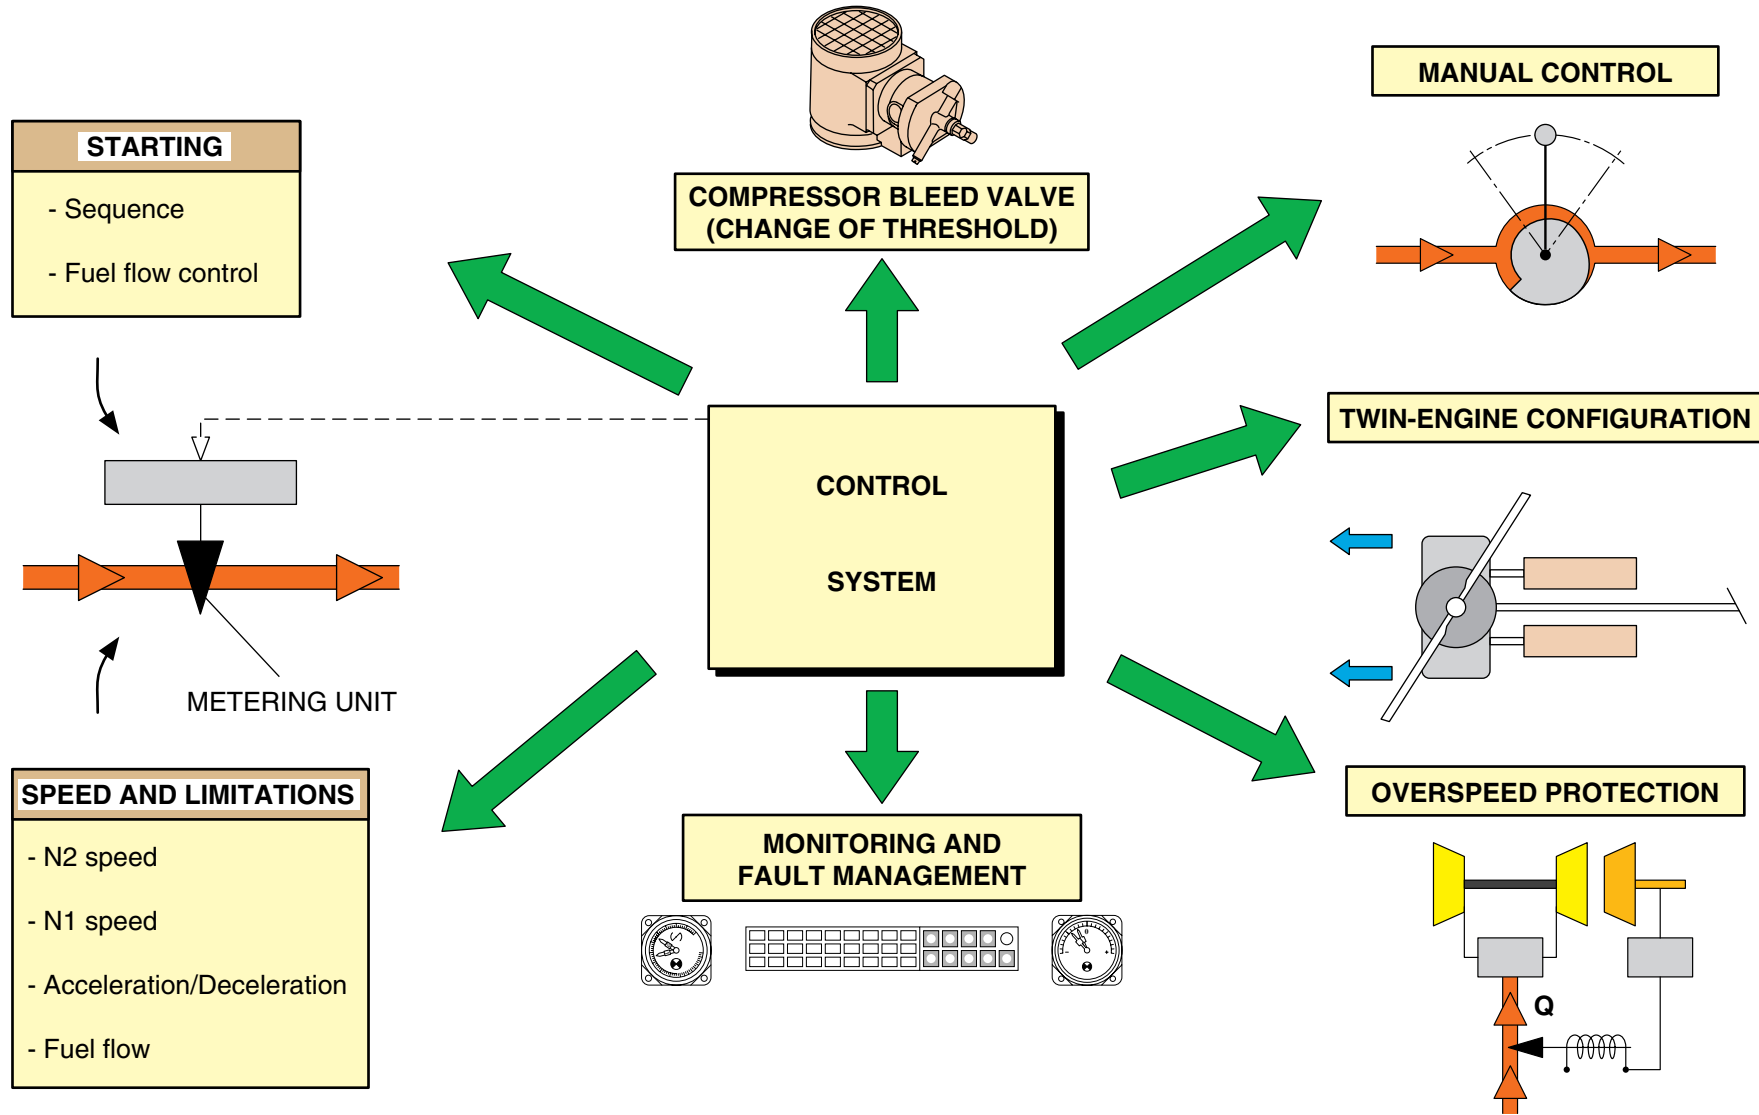 STARTING
- Sequence
- Fuel flow control
COMPRESSOR BLEED VALVE
(CHANGE OF THRESHOLD)
MANUAL CONTROL
TWIN-ENGINE CONFIGURATION
CONTROL
SYSTEM
METERING UNIT
SPEED AND LIMITATIONS
- N2 speed
- N1 speed
- Acceleration/Deceleration
- Fuel flow
MONITORING AND
FAULT MANAGEMENT
- 0 +
OVERSPEED PROTECTION
Q